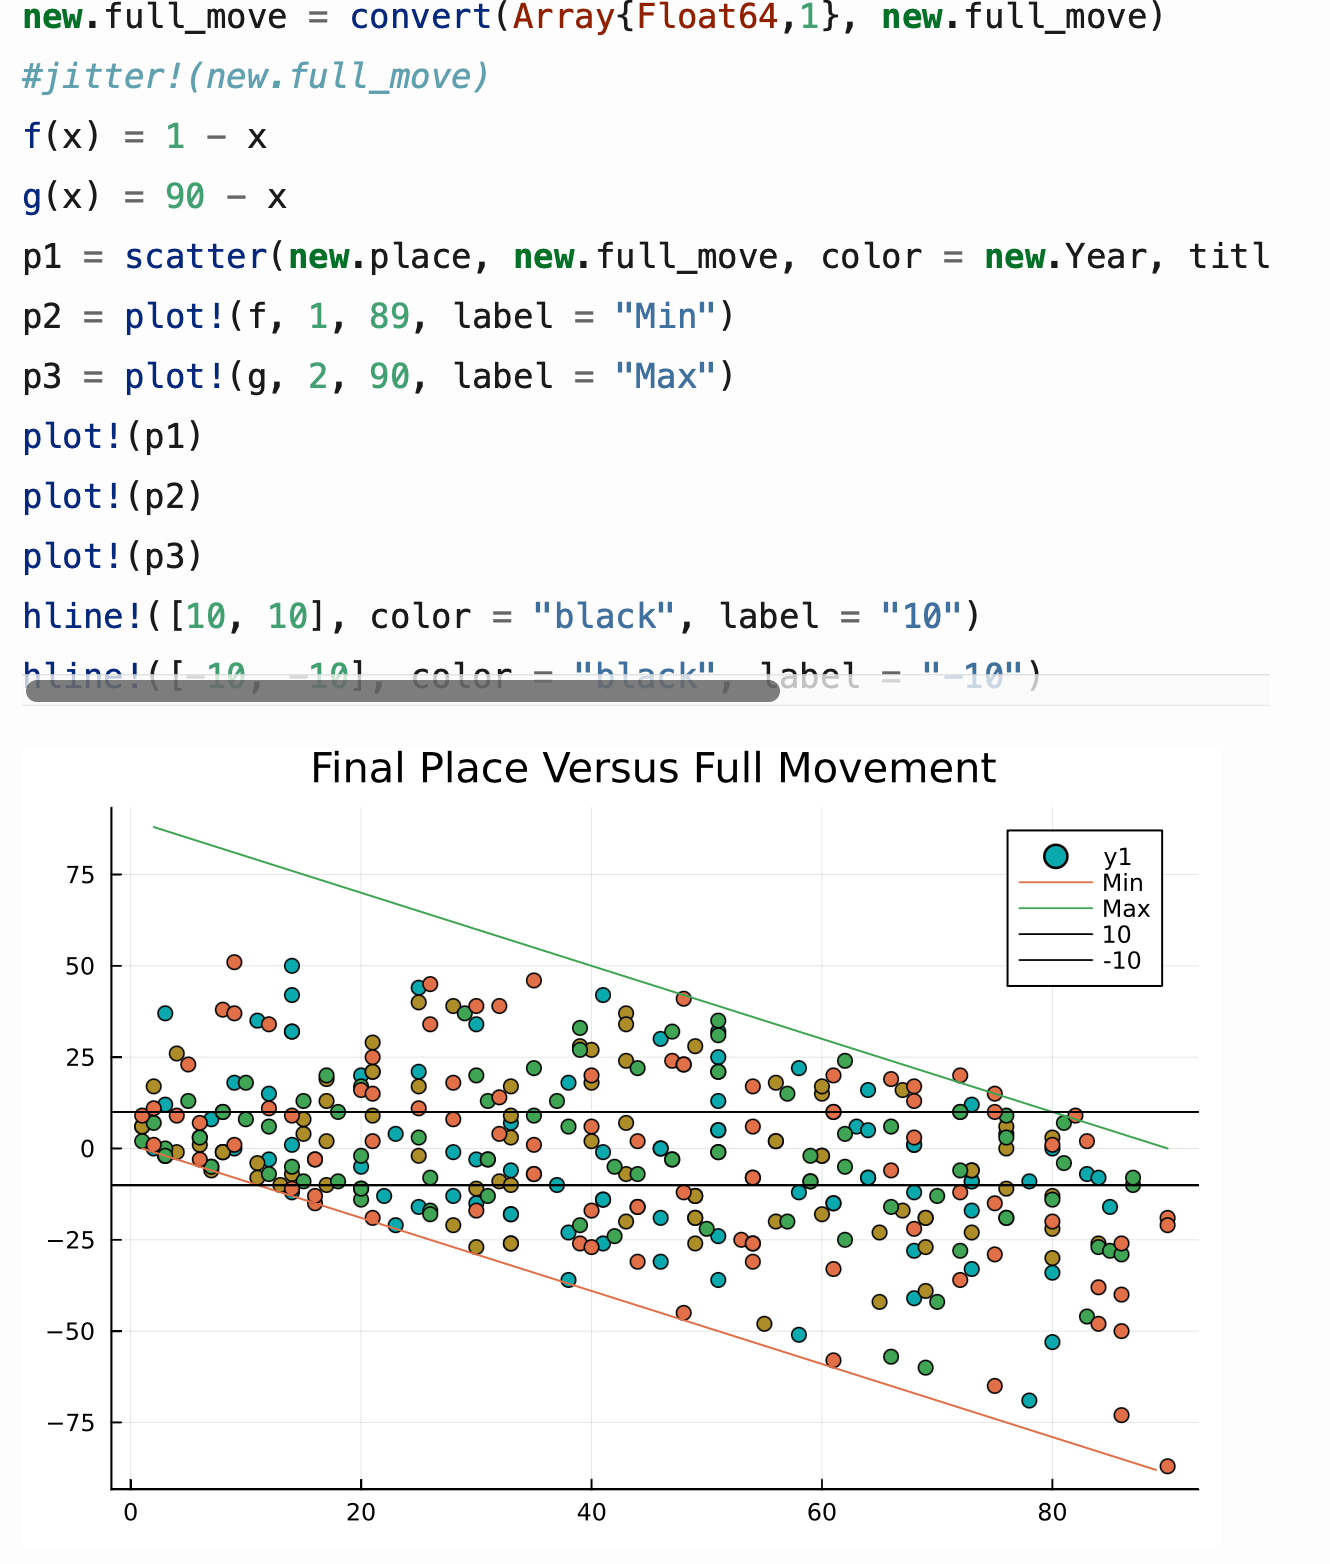 new.full_move = convert(Array{Float64,1}, new.full_move)
#jitter!(new.full_move)
f(x) = 1 − x
g(x) = 90 − x
p1 = scatter(new.place, new.full_move, color = new.Year, titl
p2 = plot!(f, 1, 89, label = "Min")
p3 = plot!(g, 2, 90, label = "Max")
plot!(p1)
plot!(p2)
plot!(p3)
hline!([10, 10], color = "black", label = "10")
hline!([−10, −10], color = "black", label = "−10")
Final Place Versus Full Movement
y1
Min
Max
10
-10
75
50
25
0
−25
−50
−75
0 20 40 60 80